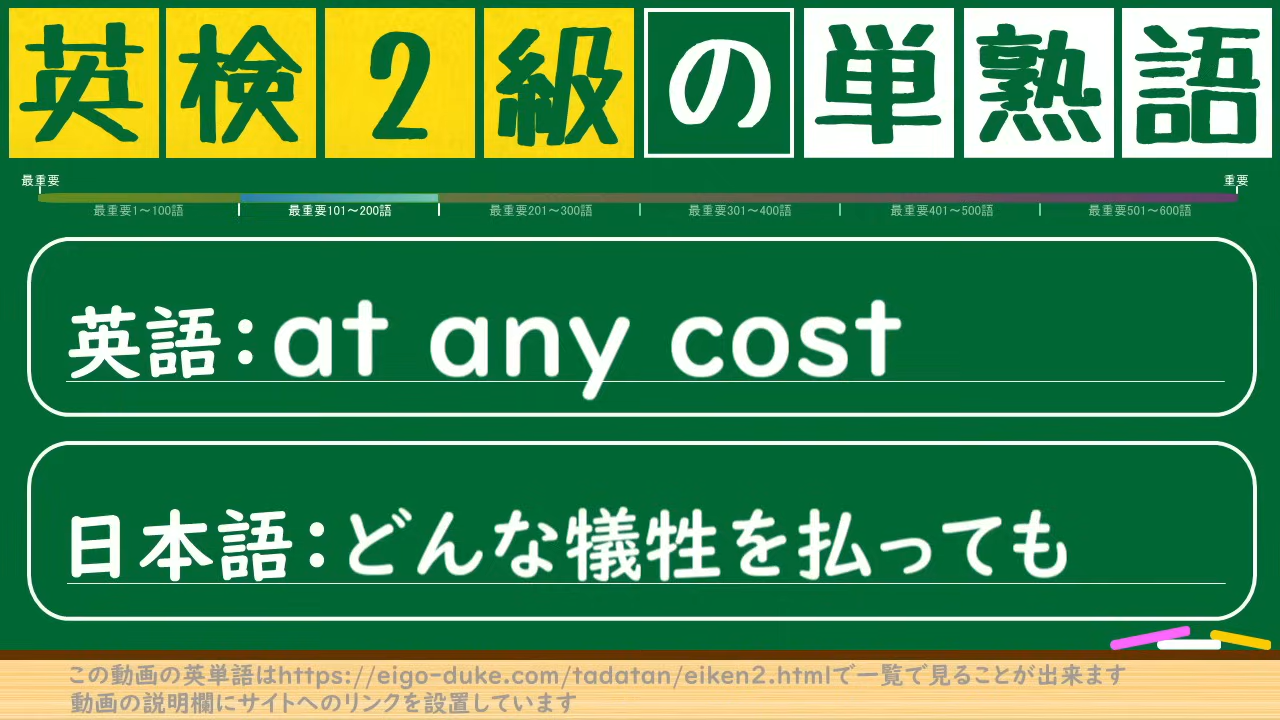 英検2級の単熟語
最重要 重要
最重要1～100語 最重要101～200語 最重要201～300語 最重要301～400語 最重要401～500語 最重要501～600語
英語：at any cost
日本語：どんな犠牲を払っても
この動画の英単語はhttps://eigo-duke.com/tadatan/eiken2.htmlで一覧で見ることが出来ます
動画の説明欄にサイトへのリンクを設置しています